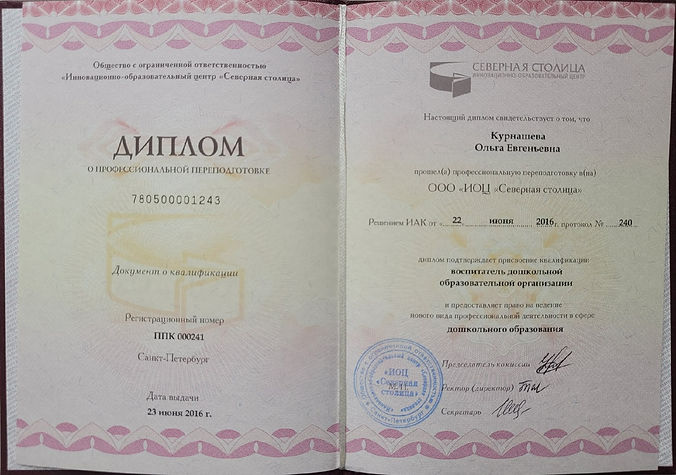 Общество с ограниченной ответственностью
«Инновационно-образовательный центр «Северная столица»
ДИПЛОМ
О ПРОФЕССИОНАЛЬНОЙ ПЕРЕПОДГОТОВКЕ
780500001243
Документ о квалификации
Регистрационный номер
ППК 000241
Санкт-Петербург
Дата выдачи
23 июня 2016 г.
СЕВЕРНАЯ СТОЛИЦА
ИННОВАЦИОННО-ОБРАЗОВАТЕЛЬНЫЙ ЦЕНТР
Настоящий диплом свидетельствует о том, что
Курнашева
Ольга Евгеньевна
прошел(а) профессиональную переподготовку в(на)
ООО «ИОЦ «Северная столица»
Решением ИАК от «22 июня 2016 г. протокол № 240
диплом подтверждает присвоение квалификации
воспитатель дошкольной
образовательной организации
и предоставляет право на ведение
нового вида профессиональной деятельности в сфере
дошкольного образования
Председатель комиссии
Ректор (директор)
Секретарь
«ИОЦ
«Северная
столица»
М.П.